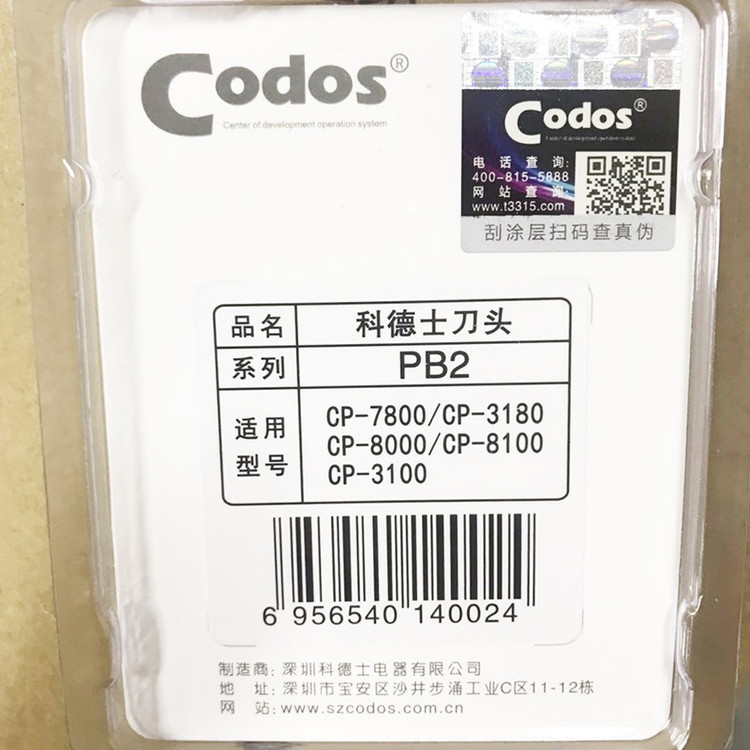 Codos®
Center of development operation system
Codos®
Center of development operation system
电话查询:
400-815-5888
网站查询:
www.t3315.com
刮涂层扫码查真伪
品名 科德士刀头
系列 PB2
适用型号 CP-7800/CP-3180
CP-8000/CP-8100
CP-3100
6 956540 140024
制造商: 深圳科德士电器有限公司
地 址: 深圳市宝安区沙井步涌工业C区11-12栋
网 站: www.szcodos.com.cn